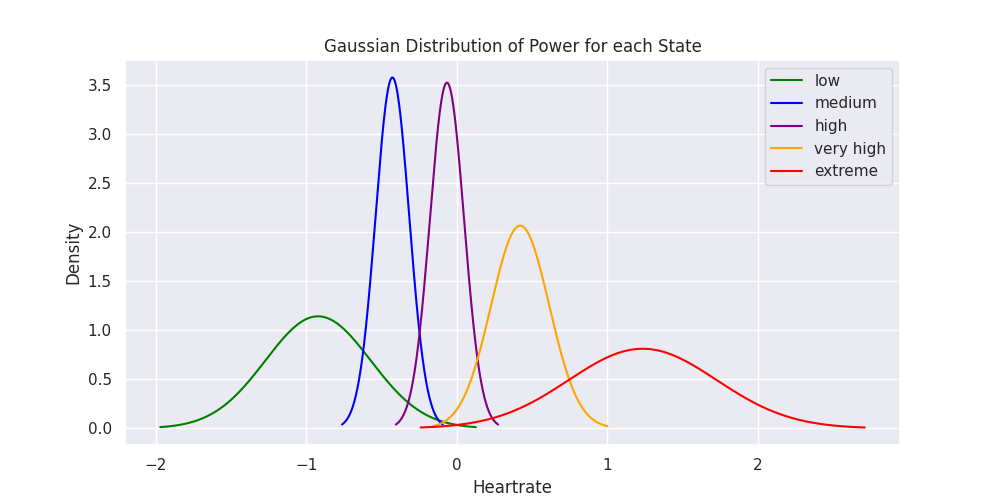 Gaussian Distribution of Power for each State
low
medium
high
very high
extreme
Density
3.5
3.0
2.5
2.0
1.5
1.0
0.5
0.0
−2
−1
0
1
2
Heartrate